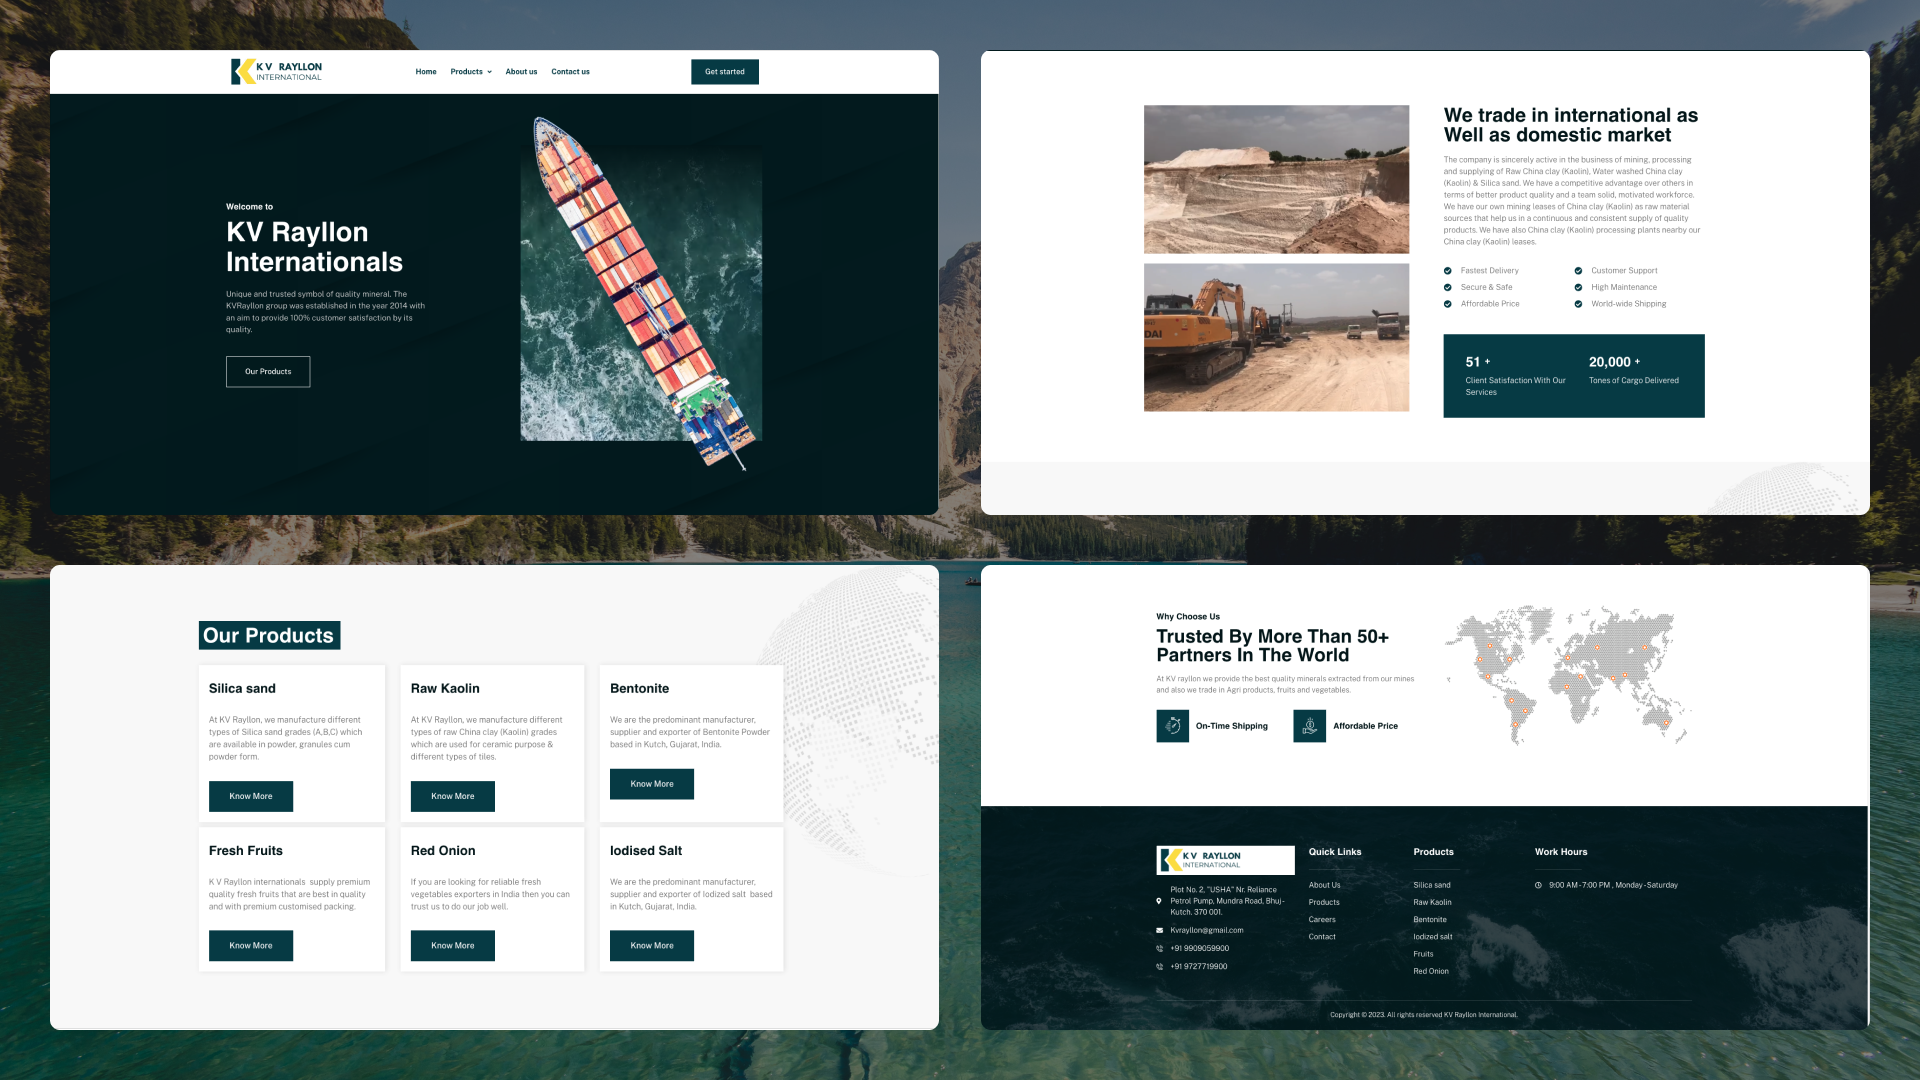 KV RAYLLON
INTERNATIONAL
Home
Products
About us
Contact us
Get started
Welcome to
KV Rayllon
Internationals
Unique and trusted symbol of quality mineral. The
KVRayllon group was established in the year 2014 with
an aim to provide 100% customer satisfaction by its
quality.
Our Products
We trade in international as
Well as domestic market
The company is sincerely active in the business of mining, processing
and supplying of Raw China clay (Kaolin), Water washed China clay
(Kaolin) & Silica sand. We have a competitive advantage over others in
terms of better product quality and a team solid, motivated workforce.
We have our own mining leases of China clay (Kaolin) as raw material
sources that help us in a continuous and consistent supply of quality
products. We have also China clay (Kaolin) processing plants nearby our
China clay (Kaolin) leases.
Fastest Delivery
Customer Support
Secure & Safe
High Maintenance
Affordable Price
World-wide Shipping
DAI
51 +
Client Satisfaction With Our
Services
20,000 +
Tones of Cargo Delivered
Our Products
Silica sand
At KV Rayllon, we manufacture different
types of Silica sand grades (A,B,C) which
are available in powder, granules cum
powder form.
Know More
Raw Kaolin
At KV Rayllon, we manufacture different
types of raw China clay (Kaolin) grades
which are used for ceramic purpose &
different types of tiles.
Know More
Bentonite
We are the predominant manufacturer,
supplier and exporter of Bentonite Powder
based in Kutch, Gujarat, India.
Know More
Fresh Fruits
K V Rayllon internationals supply premium
quality fresh fruits that are best in quality
and with premium customised packing.
Know More
Red Onion
If you are looking for reliable fresh
vegetables exporters in India then you can
trust us to do our job well.
Know More
Iodised Salt
We are the predominant manufacturer,
supplier and exporter of Iodized salt based
in Kutch, Gujarat, India.
Know More
Why Choose Us
Trusted By More Than 50+
Partners In The World
At KV rayllon we provide the best quality minerals extracted from our mines
and also we trade in Agri products, fruits and vegetables.
On-Time Shipping
Affordable Price
KV RAYLLON
INTERNATIONAL
Plot No. 2, "USHA" Nr. Reliance
Petrol Pump, Mundra Road, Bhuj-
Kutch. 370 001.
Kvrayllon@gmail.com
+91 9909059900
+91 9727719900
Quick Links
About Us
Products
Careers
Contact
Products
Silica sand
Raw Kaolin
Bentonite
Iodized salt
Fruits
Red Onion
Work Hours
9:00 AM - 7:00 PM , Monday - Saturday
Copyright © 2023. All rights reserved KV Rayllon International.